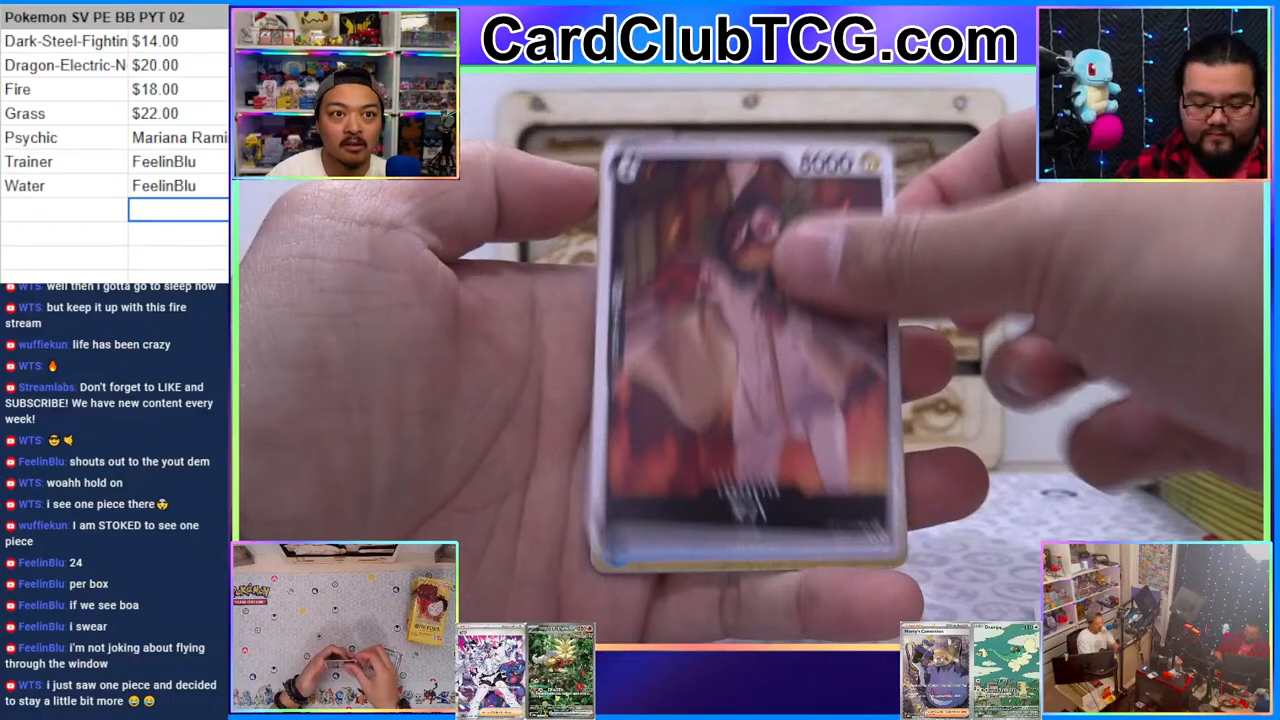 Pokemon SV PE BB PYT 02
Dark-Steel-Fightin $14.00
Dragon-Electric-N $20.00
Fire $18.00
Grass $22.00
Psychic Mariana Rami
Trainer FeelinBlu
Water FeelinBlu
WTS: well then I gotta go to sleep now
WTS: but keep it up with this fire
stream
wuffiekun: life has been crazy
WTS: 🔥
Streamlabs: Don't forget to LIKE and
SUBSCRIBE! We have new content every
week!
WTS: 😎🤙
FeelinBlu: shouts out to the yout dem
WTS: woahh hold on
WTS: i see one piece there🤯
wuffiekun: I am STOKED to see one
piece
FeelinBlu: 24
FeelinBlu: per box
FeelinBlu: if we see boa
FeelinBlu: i swear
FeelinBlu: i'm not joking about flying
through the window
WTS: i just saw one piece and decided
to stay a little bit more 😂 😂
CardClubTCG.com
8000
POKÉMON
Drampa